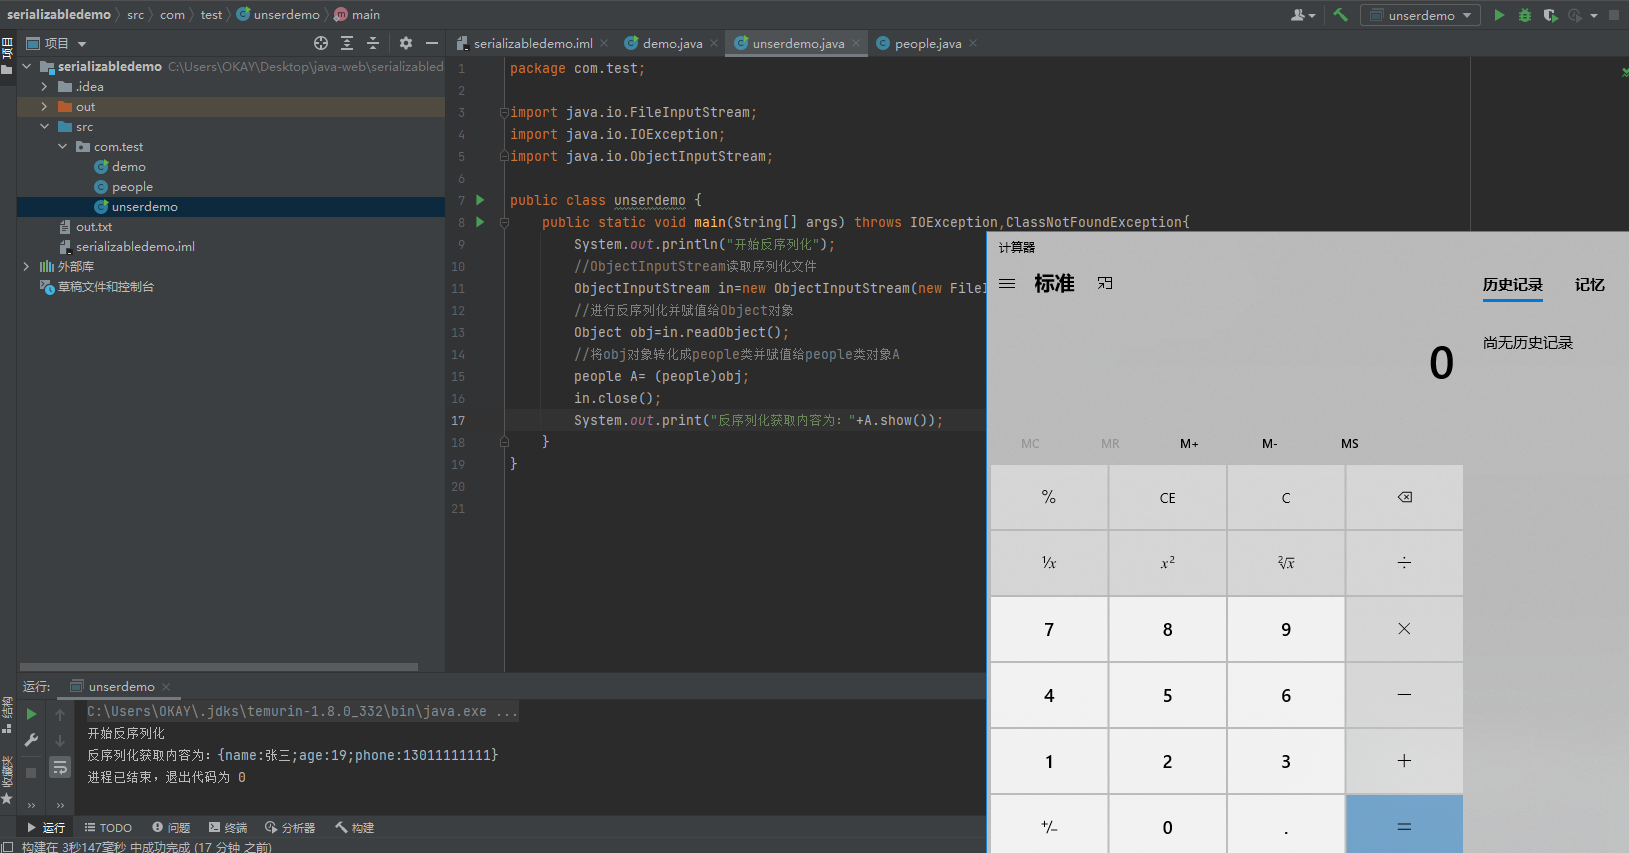 serializabledemo src com test unserdemo main
unserdemo
项目
项目
serializabledemo.iml demo.java unserdemo.java people.java
serializabledemo C:\Users\OKAY\Desktop\java-web\serializabled
.idea
out
src
com.test
demo
people
unserdemo
out.txt
serializabledemo.iml
外部库
草稿文件和控制台
1 package com.test;
2
3 import java.io.FileInputStream;
4 import java.io.IOException;
5 import java.io.ObjectInputStream;
6
7 public class unserdemo {
8 public static void main(String[] args) throws IOException,ClassNotFoundException{
9 System.out.println("开始反序列化");
10 //ObjectInputStream读取序列化文件
11 ObjectInputStream in=new ObjectInputStream(new FileI
12 //进行反序列化并赋值给Object对象
13 Object obj=in.readObject();
14 //将obj对象转化成people类并赋值给people类对象A
15 people A= (people)obj;
16 in.close();
17 System.out.print("反序列化获取内容为: "+A.show());
18 }
19 }
20
21
计算器
标准
历史记录 记忆
尚无历史记录
0
MC MR M+ M- MS
% CE C
⅟x x² ²√x ÷
7 8 9 ×
4 5 6 −
1 2 3 +
+/− 0 . =
结构
收藏夹
运行: unserdemo
C:\Users\OKAY\.jdks\temurin-1.8.0_332\bin\java.exe ...
开始反序列化
反序列化获取内容为: {name:张三;age:19;phone:13011111111}
进程已结束，退出代码为 0
运行 TODO 问题 终端 分析器 构建
构建在 3秒147毫秒 中成功完成 (17 分钟 之前)